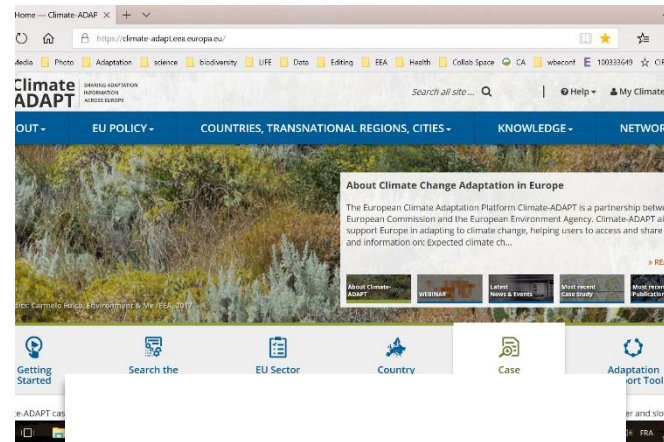 Home — Climate-ADAP
https://climate-adapt.eea.europa.eu/
Media Photo Adaptation science biodiversity LIFE Data Editing EEA Health Collab Space CA wbecont 100333649
Climate
ADAPT
SHARING ADAPTATION
INFORMATION
ACROSS EUROPE
Search all site ...
Help
My Climate
OUT EU POLICY COUNTRIES, TRANSNATIONAL REGIONS, CITIES KNOWLEDGE NETWOR
About Climate Change Adaptation in Europe
The European Climate Adaptation Platform Climate-ADAPT is a partnership betwe
European Commission and the European Environment Agency. Climate-ADAPT ai
support Europe in adapting to climate change, helping users to access and share
and information on: Expected climate ch...
» RE
About Climate-
ADAPT
WEBINAR
Latest
News & Events
Most recent
Case Study
Most recen
Publication
dits: Carmelo Fulco, Environment & Me /EEA, 2017
Getting
Started
Search the
EU Sector
Country
Case
Adaptation
ort Tool
e-ADAPT cas
er and slo
FRA